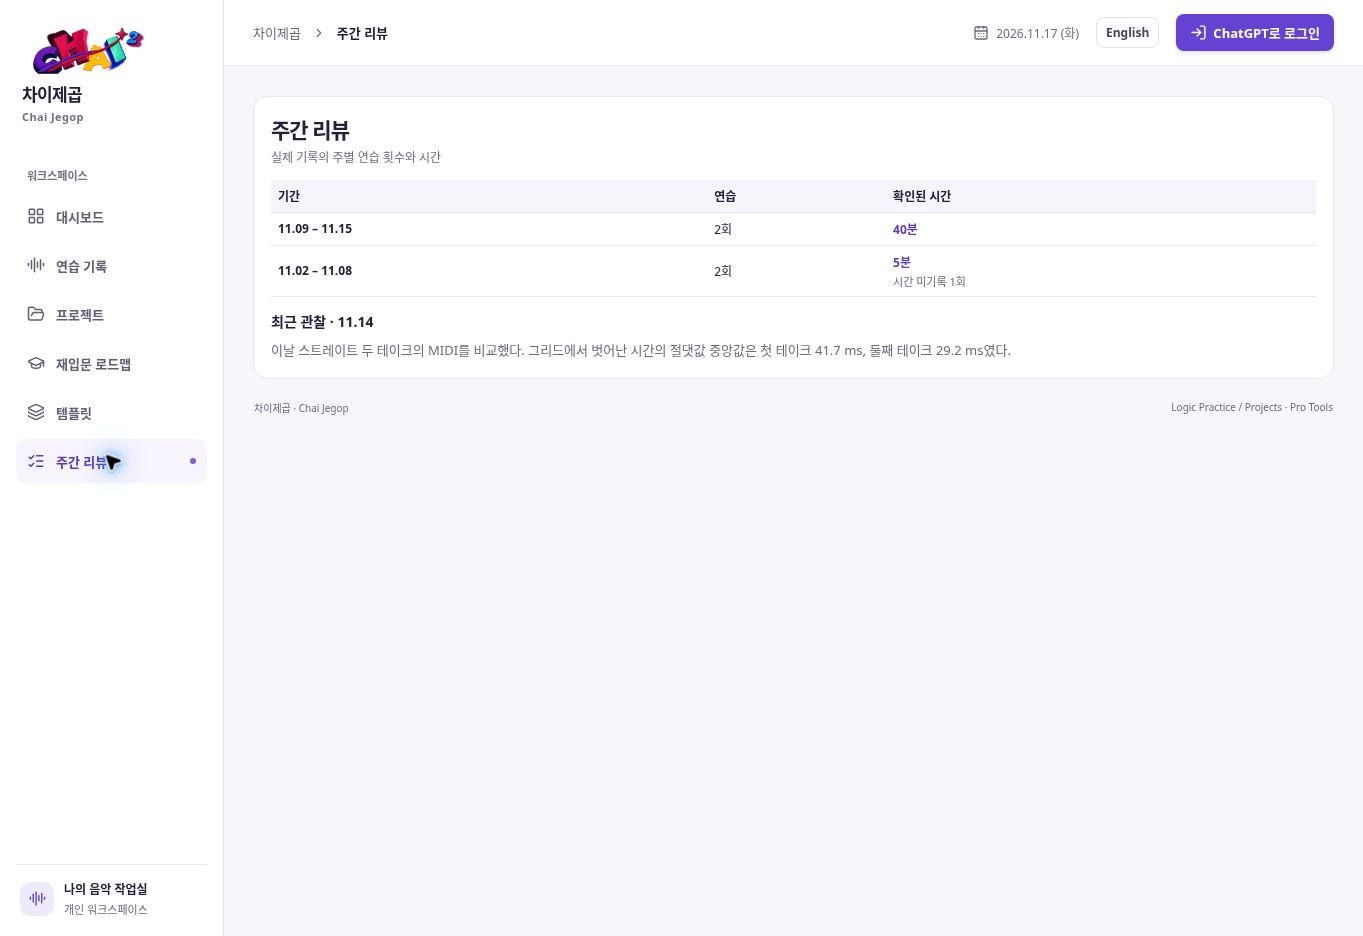 CHAI²
차이제곱
Chai Jegop
워크스페이스
대시보드
연습 기록
프로젝트
재입문 로드맵
템플릿
주간 리뷰
나의 음악 작업실
개인 워크스페이스
차이제곱 > 주간 리뷰
2026.11.17 (화)
English
ChatGPT로 로그인
주간 리뷰
실제 기록의 주별 연습 횟수와 시간
기간 연습 확인된 시간
11.09 – 11.15 2회 40분
11.02 – 11.08 2회 5분
시간 미기록 1회
최근 관찰 · 11.14
이날 스트레이트 두 테이크의 MIDI를 비교했다. 그리드에서 벗어난 시간의 절댓값 중앙값은 첫 테이크 41.7 ms, 둘째 테이크 29.2 ms였다.
차이제곱 · Chai Jegop
Logic Practice / Projects · Pro Tools